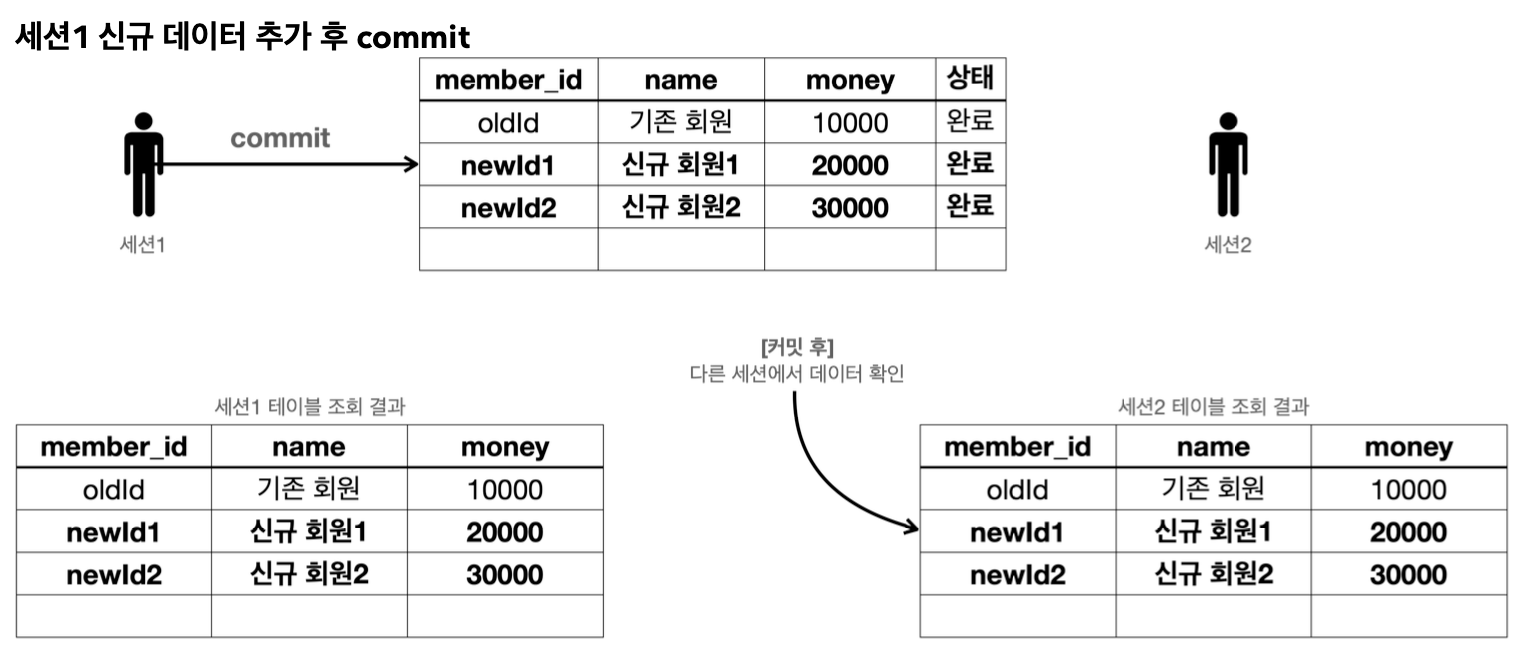 세션1 신규 데이터 추가 후 commit
member_id name money 상태
oldId 기존 회원 10000 완료
newId1 신규 회원1 20000 완료
newId2 신규 회원2 30000 완료
commit
세션1
세션2
[커밋 후]
다른 세션에서 데이터 확인
세션1 테이블 조회 결과
member_id name money
oldId 기존 회원 10000
newId1 신규 회원1 20000
newId2 신규 회원2 30000
세션2 테이블 조회 결과
member_id name money
oldId 기존 회원 10000
newId1 신규 회원1 20000
newId2 신규 회원2 30000